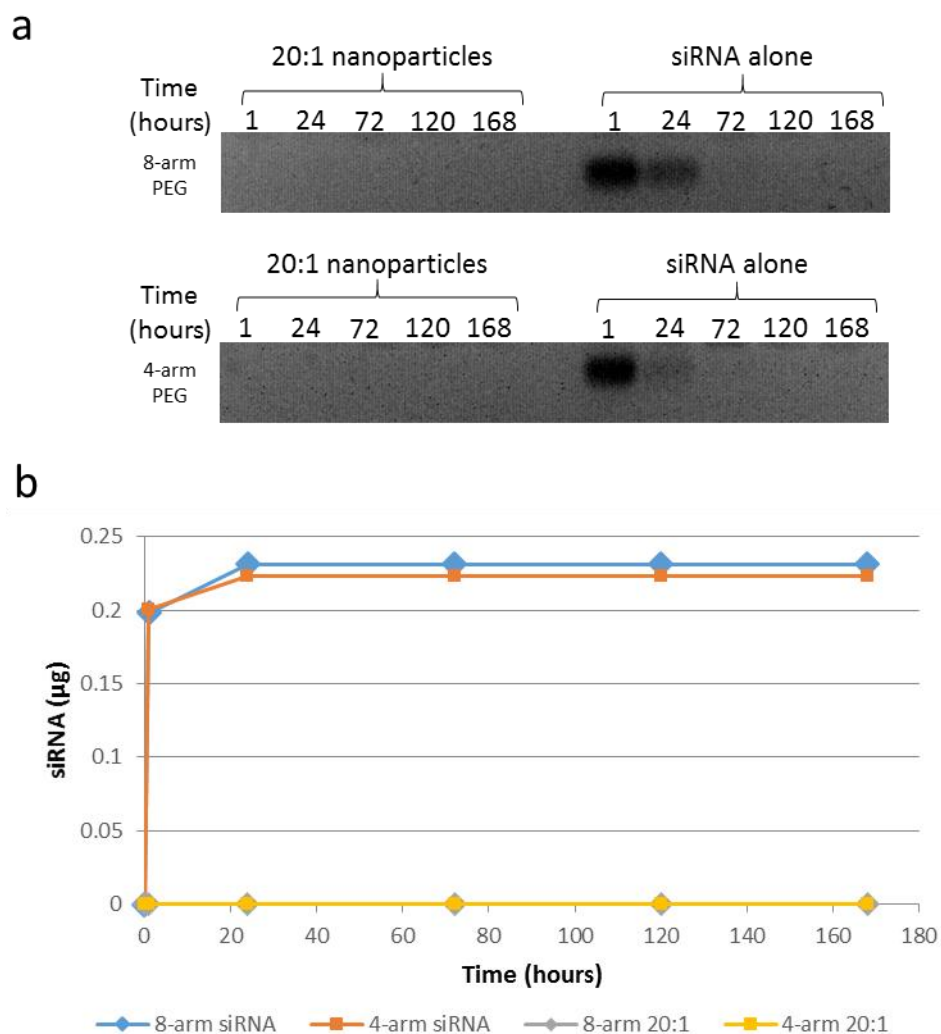 a
20:1 nanoparticles siRNA alone
Time
(hours) 1 24 72 120 168 1 24 72 120 168
8-arm
PEG
20:1 nanoparticles siRNA alone
Time
(hours) 1 24 72 120 168 1 24 72 120 168
4-arm
PEG
b
0.25
0.2
0.15
0.1
0.05
0
siRNA (µg)
0 20 40 60 80 100 120 140 160 180
Time (hours)
8-arm siRNA 4-arm siRNA 8-arm 20:1 4-arm 20:1